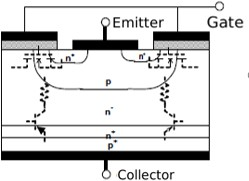 Emitter
Gate
n⁺
n⁺
p
n⁻
n⁺
p⁺
Collector